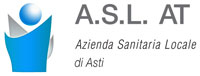 A.S.L. AT
Azienda Sanitaria Locale
di Asti